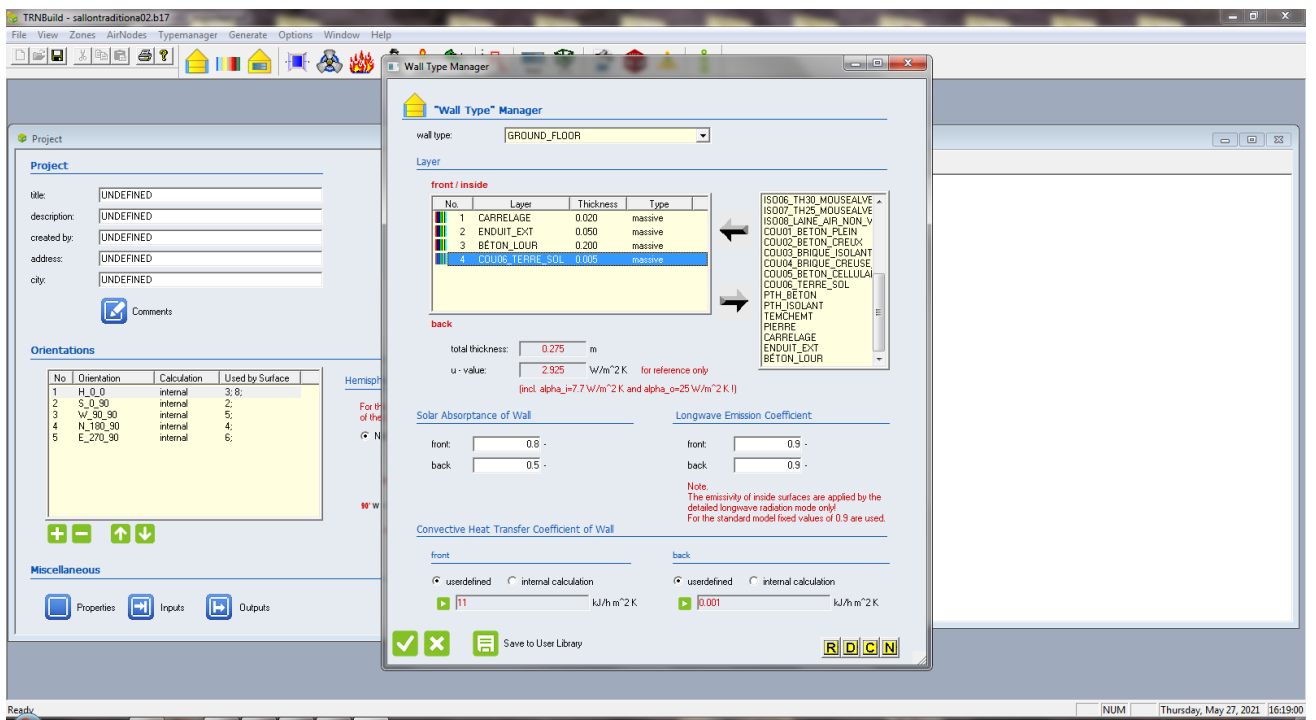 TRNBuild - sallontraditiona02.b17
File View Zones AirNodes Typemanager Generate Options Window Help
Project
Project
title: UNDEFINED
description: UNDEFINED
created by: UNDEFINED
address: UNDEFINED
city: UNDEFINED
Comments
Orientations
No Orientation Calculation Used by Surface
1 H_0_0 internal 3; 8;
2 S_0_90 internal 2;
3 W_90_90 internal 5;
4 N_180_90 internal 4;
5 E_270_90 internal 6;
Hemisph
For th
of the
N
90° W
Miscellaneous
Properties Inputs Outputs
Wall Type Manager
"Wall Type" Manager
wall type: GROUND_FLOOR
Layer
front / inside
No. Layer Thickness Type
1 CARRELAGE 0.020 massive
2 ENDUIT_EXT 0.050 massive
3 BÉTON_LOUR 0.200 massive
4 COU06_TERRE_SOL 0.005 massive
back
ISO06_TH30_MOUSEALVE
ISO07_TH25_MOUSEALVE
ISO08_LAINE_AIR_NON_V
COU01_BETON_PLEIN
COU02_BETON_CREUX
COU03_BRIQUE_ISOLANT
COU04_BRIQUE_CREUSE
COU05_BETON_CELLULAI
COU06_TERRE_SOL
PTH_BETON
PTH_ISOLANT
TEMCHEMT
PIERRE
CARRELAGE
ENDUIT_EXT
BÉTON_LOUR
total thickness: 0.275 m
u - value: 2.925 W/m^2 K for reference only
(incl. alpha_i=7.7 W/m^2 K and alpha_o=25 W/m^2 K !)
Solar Absorptance of Wall
front: 0.8 -
back 0.5 -
Longwave Emission Coefficient
front: 0.9 -
back 0.9 -
Note.
The emissivity of inside surfaces are applied by the
detailed longwave radiation mode only!
For the standard model fixed values of 0.9 are used.
Convective Heat Transfer Coefficient of Wall
front
userdefined internal calculation
11 kJ/h m^2 K
back
userdefined internal calculation
0.001 kJ/h m^2 K
Save to User Library
R D C N
Ready
NUM Thursday, May 27, 2021 16:19:00